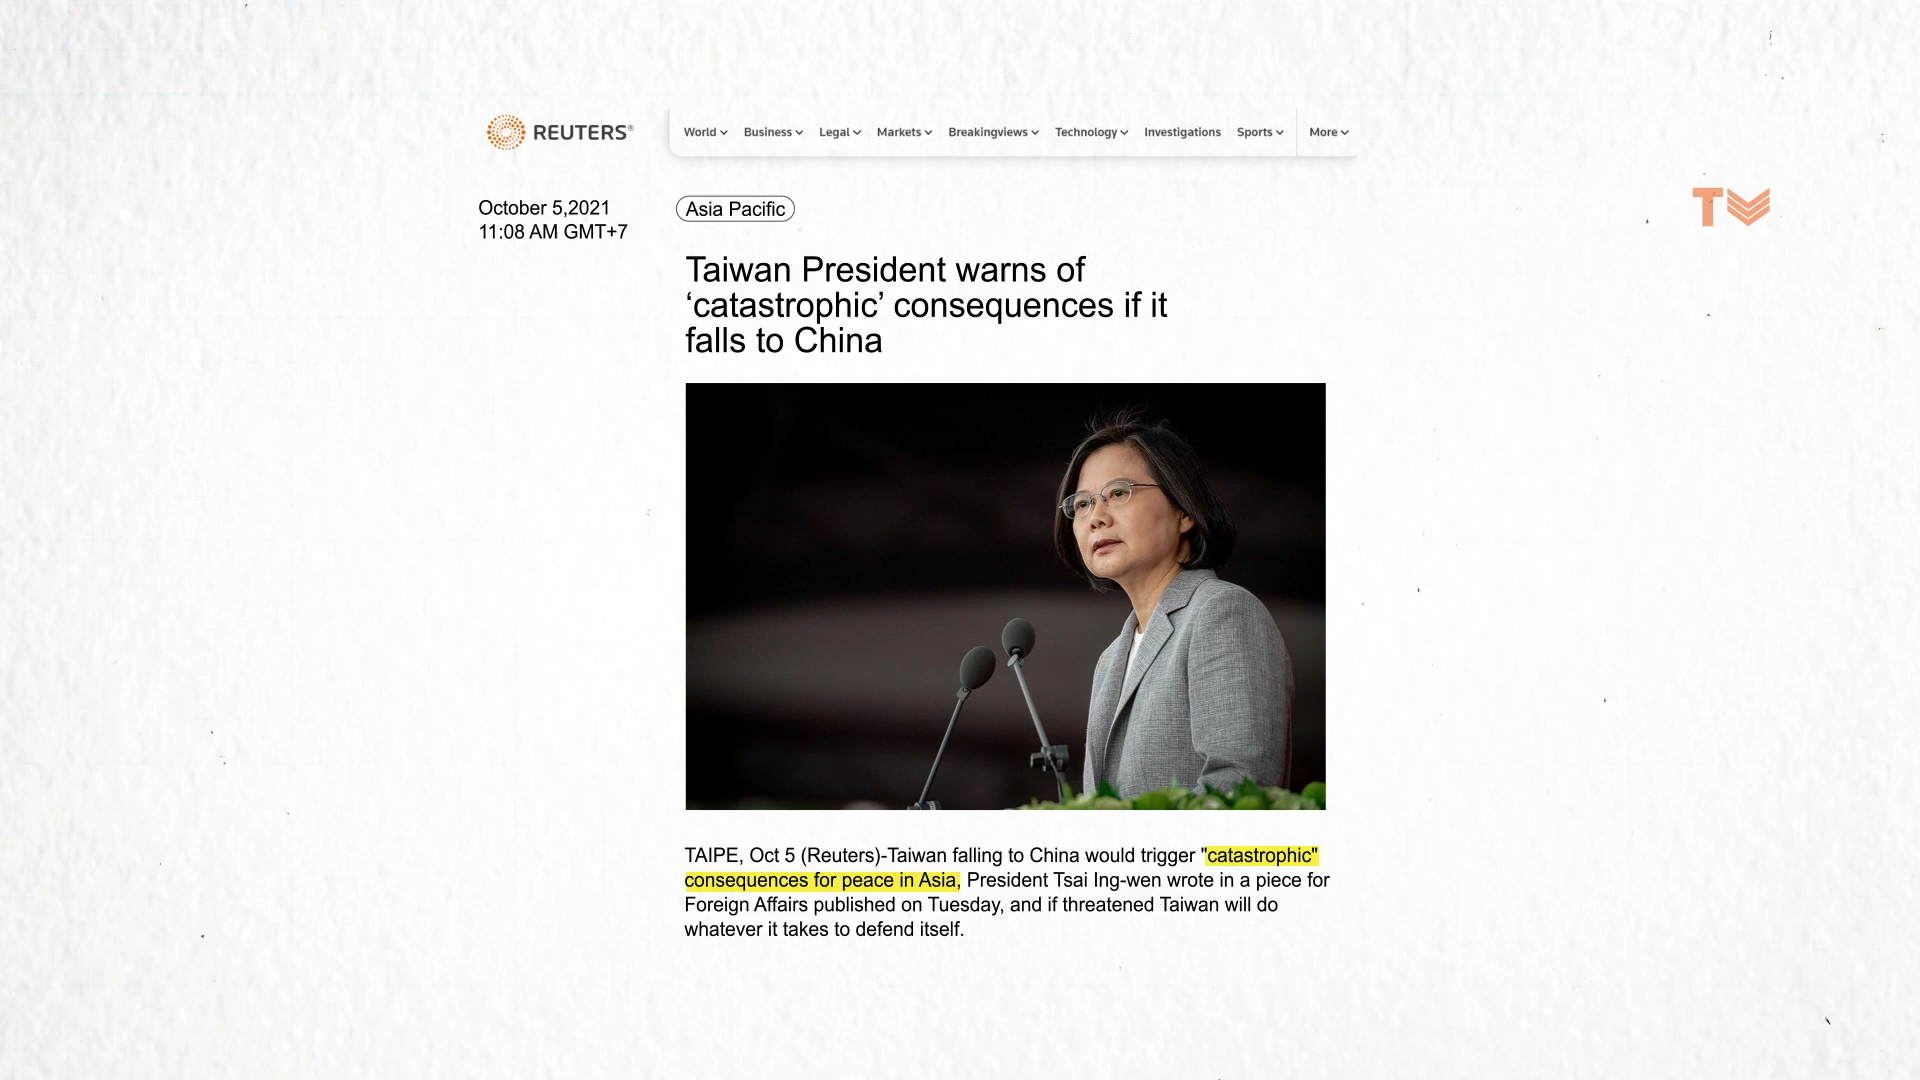 REUTERS®
World Business Legal Markets Breakingviews Technology Investigations Sports More
October 5,2021
11:08 AM GMT+7
Asia Pacific
TV
Taiwan President warns of
‘catastrophic’ consequences if it
falls to China
TAIPE, Oct 5 (Reuters)-Taiwan falling to China would trigger "catastrophic"
consequences for peace in Asia, President Tsai Ing-wen wrote in a piece for
Foreign Affairs published on Tuesday, and if threatened Taiwan will do
whatever it takes to defend itself.